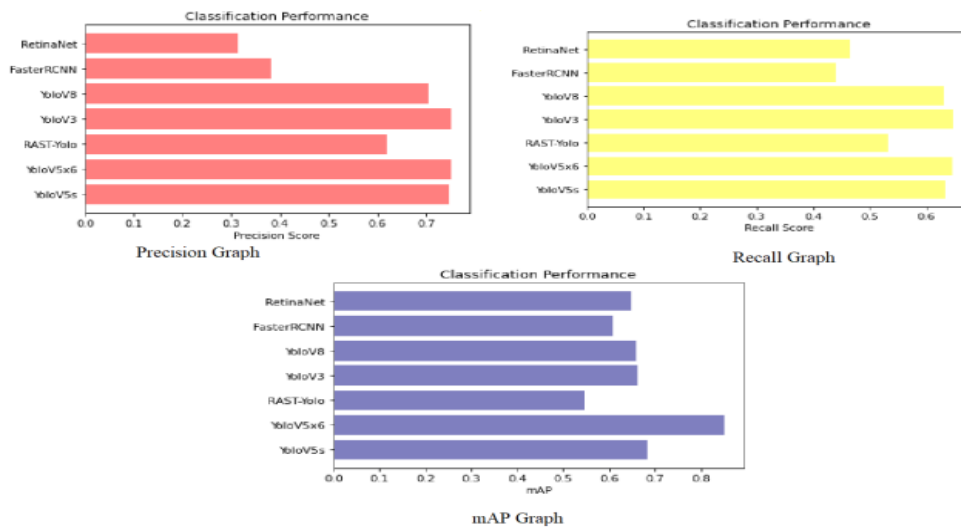 Classification Performance
RetinaNet
FasterRCNN
YoloV8
YoloV3
RAST-Yolo
YoloV5x6
YoloV5s
0.0 0.1 0.2 0.3 0.4 0.5 0.6 0.7
Precision Score
Precision Graph
Classification Performance
RetinaNet
FasterRCNN
YoloV8
YoloV3
RAST-Yolo
YoloV5x6
YoloV5s
0.0 0.1 0.2 0.3 0.4 0.5 0.6
Recall Score
Recall Graph
Classification Performance
RetinaNet
FasterRCNN
YoloV8
YoloV3
RAST-Yolo
YoloV5x6
YoloV5s
0.0 0.1 0.2 0.3 0.4 0.5 0.6 0.7 0.8
mAP
mAP Graph